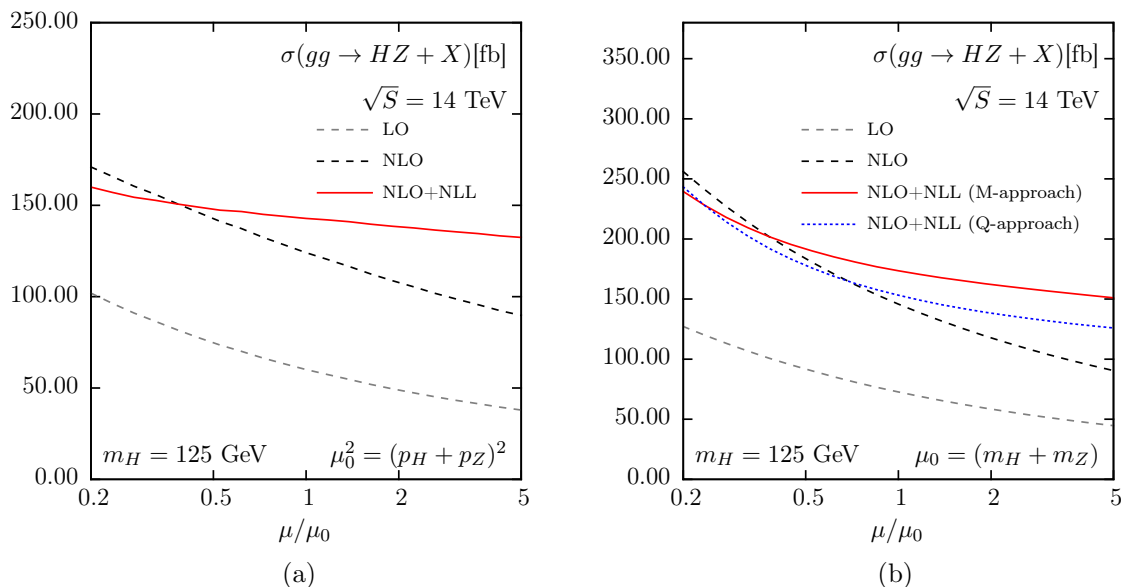 250.00
200.00
150.00
100.00
50.00
0.00
σ(gg → HZ + X)[fb]
√S = 14 TeV
LO
NLO
NLO+NLL
m_H = 125 GeV
μ_0^2 = (p_H + p_Z)^2
0.2 0.5 1 2 5
μ/μ_0
(a)
350.00
300.00
250.00
200.00
150.00
100.00
50.00
0.00
σ(gg → HZ + X)[fb]
√S = 14 TeV
LO
NLO
NLO+NLL (M-approach)
NLO+NLL (Q-approach)
m_H = 125 GeV
μ_0 = (m_H + m_Z)
0.2 0.5 1 2 5
μ/μ_0
(b)